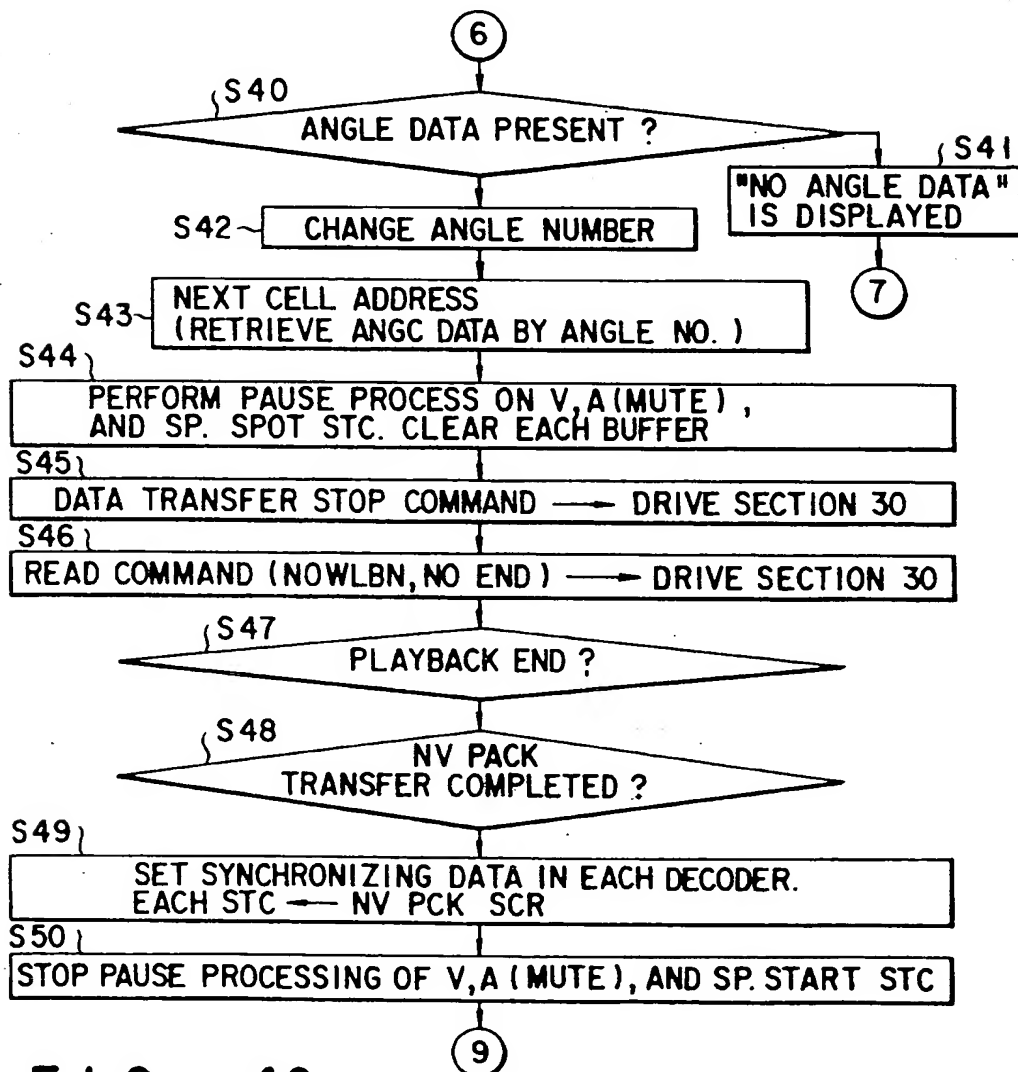 6
S40
ANGLE DATA PRESENT ?
S41
"NO ANGLE DATA"
IS DISPLAYED
7
S42
CHANGE ANGLE NUMBER
S43
NEXT CELL ADDRESS
(RETRIEVE ANGC DATA BY ANGLE NO.)
S44
PERFORM PAUSE PROCESS ON V,A(MUTE),
AND SP. SPOT STC. CLEAR EACH BUFFER
S45
DATA TRANSFER STOP COMMAND → DRIVE SECTION 30
S46
READ COMMAND (NOWLBN,NO END) → DRIVE SECTION 30
S47
PLAYBACK END ?
S48
NV PACK
TRANSFER COMPLETED ?
S49
SET SYNCHRONIZING DATA IN EACH DECODER.
EACH STC ← NV PCK SCR
S50
STOP PAUSE PROCESSING OF V,A (MUTE), AND SP. START STC
9